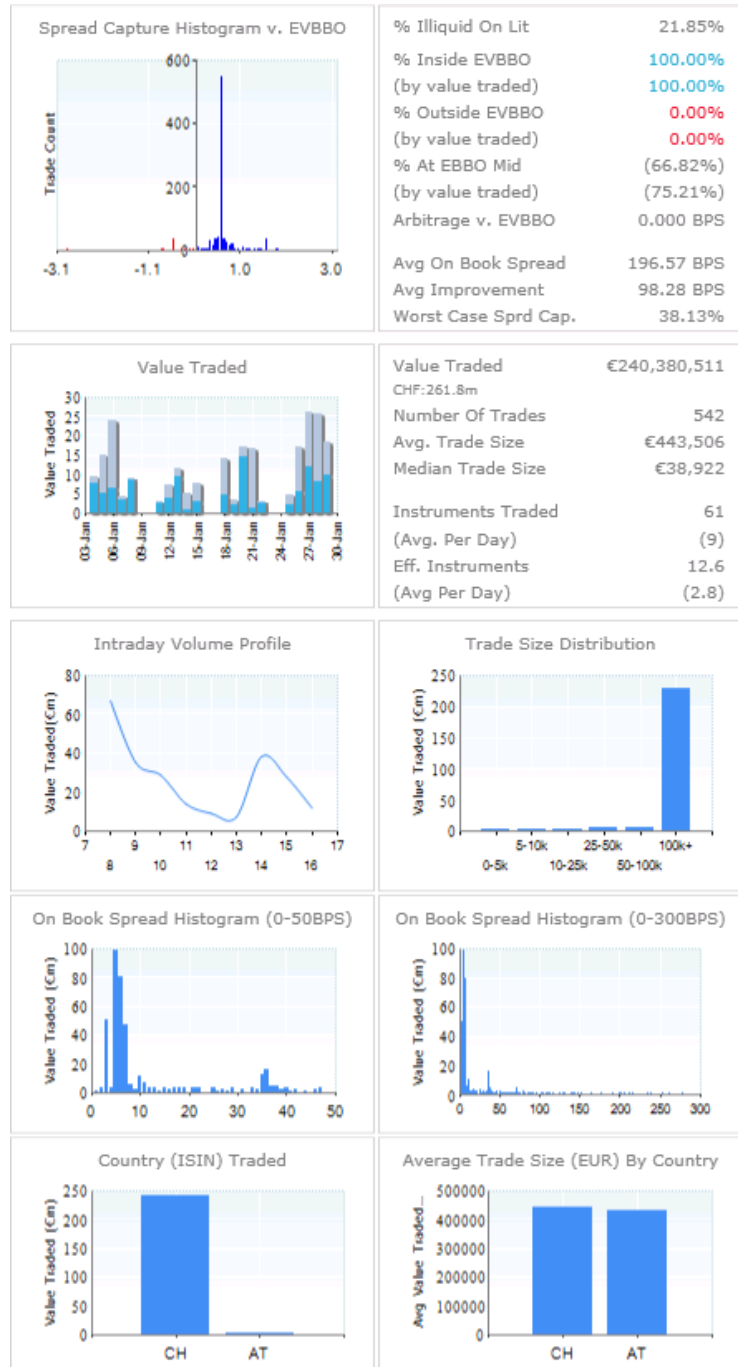 Spread Capture Histogram v. EVBBO
Trade Count
600
400
200
0
-3.1
-1.1
1.0
3.0
% Illiquid On Lit 21.85%
% Inside EVBBO 100.00%
(by value traded) 100.00%
% Outside EVBBO 0.00%
(by value traded) 0.00%
% At EBBO Mid (66.82%)
(by value traded) (75.21%)
Arbitrage v. EVBBO 0.000 BPS
Avg On Book Spread 196.57 BPS
Avg Improvement 98.28 BPS
Worst Case Sprd Cap. 38.13%
Value Traded
Value Traded
30
25
20
15
10
5
0
03-Jan
06-Jan
09-Jan
12-Jan
15-Jan
18-Jan
21-Jan
24-Jan
27-Jan
30-Jan
Value Traded €240,380,511
CHF:261.8m
Number Of Trades 542
Avg. Trade Size €443,506
Median Trade Size €38,922
Instruments Traded 61
(Avg. Per Day) (9)
Eff. Instruments 12.6
(Avg Per Day) (2.8)
Intraday Volume Profile
Value Traded(€m)
80
60
40
20
0
7 9 11 13 15 17
8 10 12 14 16
Trade Size Distribution
Value Traded (€m)
250
200
150
100
50
0
5-10k 25-50k 100k+
0-5k 10-25k 50-100k
On Book Spread Histogram (0-50BPS)
Value Traded (€m)
100
80
60
40
20
0
0 10 20 30 40 50
On Book Spread Histogram (0-300BPS)
Value Traded (€m)
100
80
60
40
20
0
0 50 100 150 200 250 300
Country (ISIN) Traded
Value Traded (€m)
250
200
150
100
50
0
CH AT
Average Trade Size (EUR) By Country
Avg Value Traded...
500000
400000
300000
200000
100000
0
CH AT